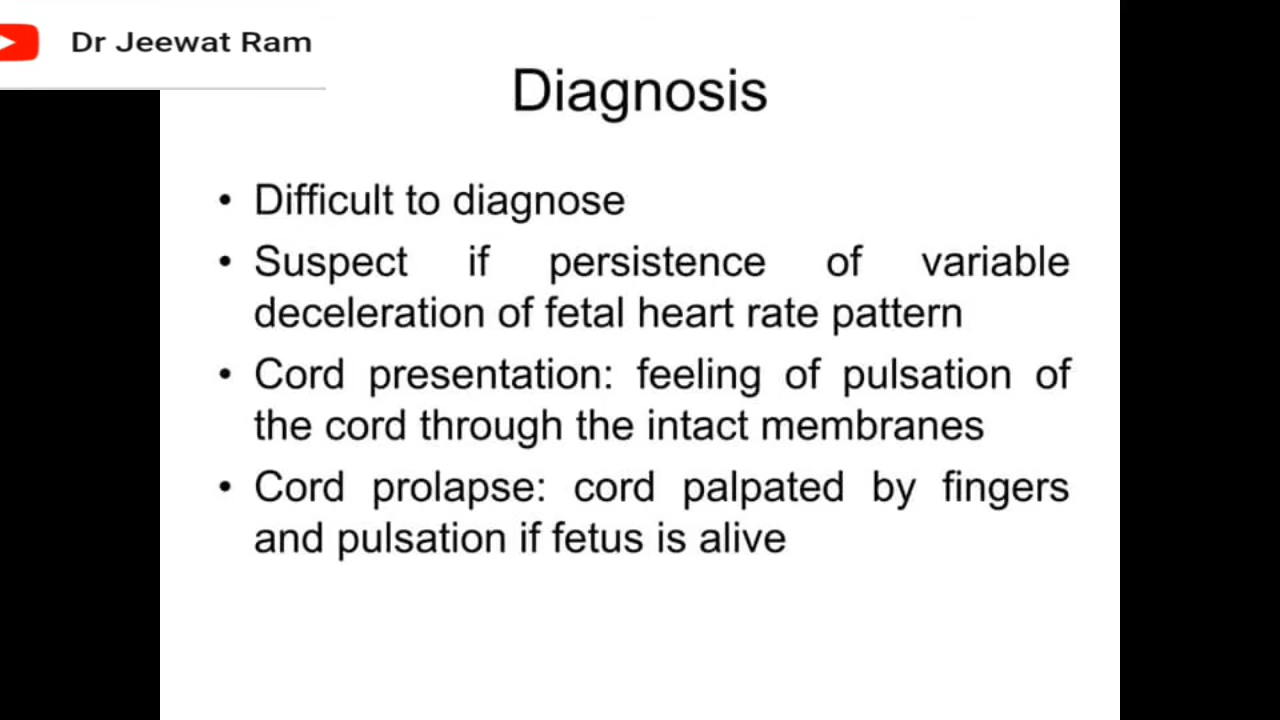 Dr Jeewat Ram
Diagnosis
• Difficult to diagnose
• Suspect if persistence of variable
deceleration of fetal heart rate pattern
• Cord presentation: feeling of pulsation of
the cord through the intact membranes
• Cord prolapse: cord palpated by fingers
and pulsation if fetus is alive